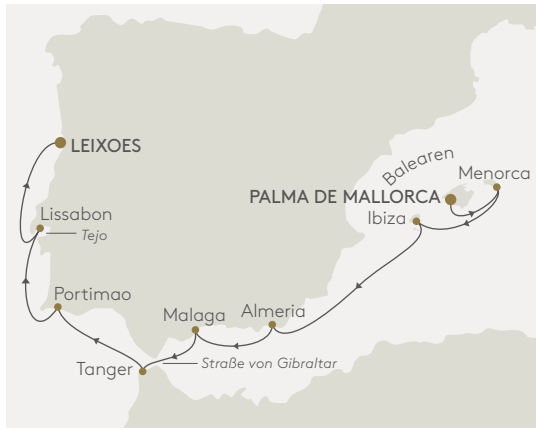 LEIXOES
Balearen
Menorca
PALMA DE MALLORCA
Lissabon
Ibiza
Tejo
Portimao
Malaga
Almeria
Tanger
Straße von Gibraltar